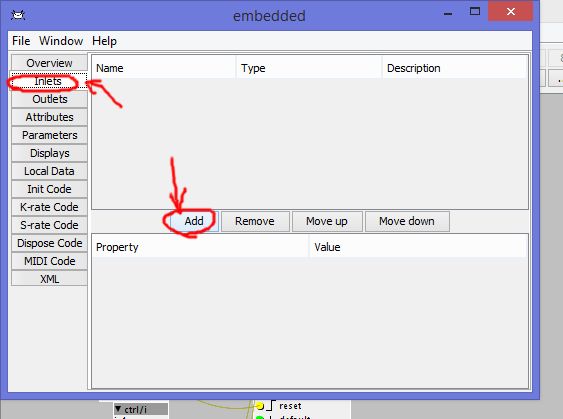 embedded
File Window Help
Overview
Inlets
Outlets
Attributes
Parameters
Displays
Local Data
Init Code
K-rate Code
S-rate Code
Dispose Code
MIDI Code
XML
Name Type Description
Add Remove Move up Move down
Property Value
ctrl/i
reset
default